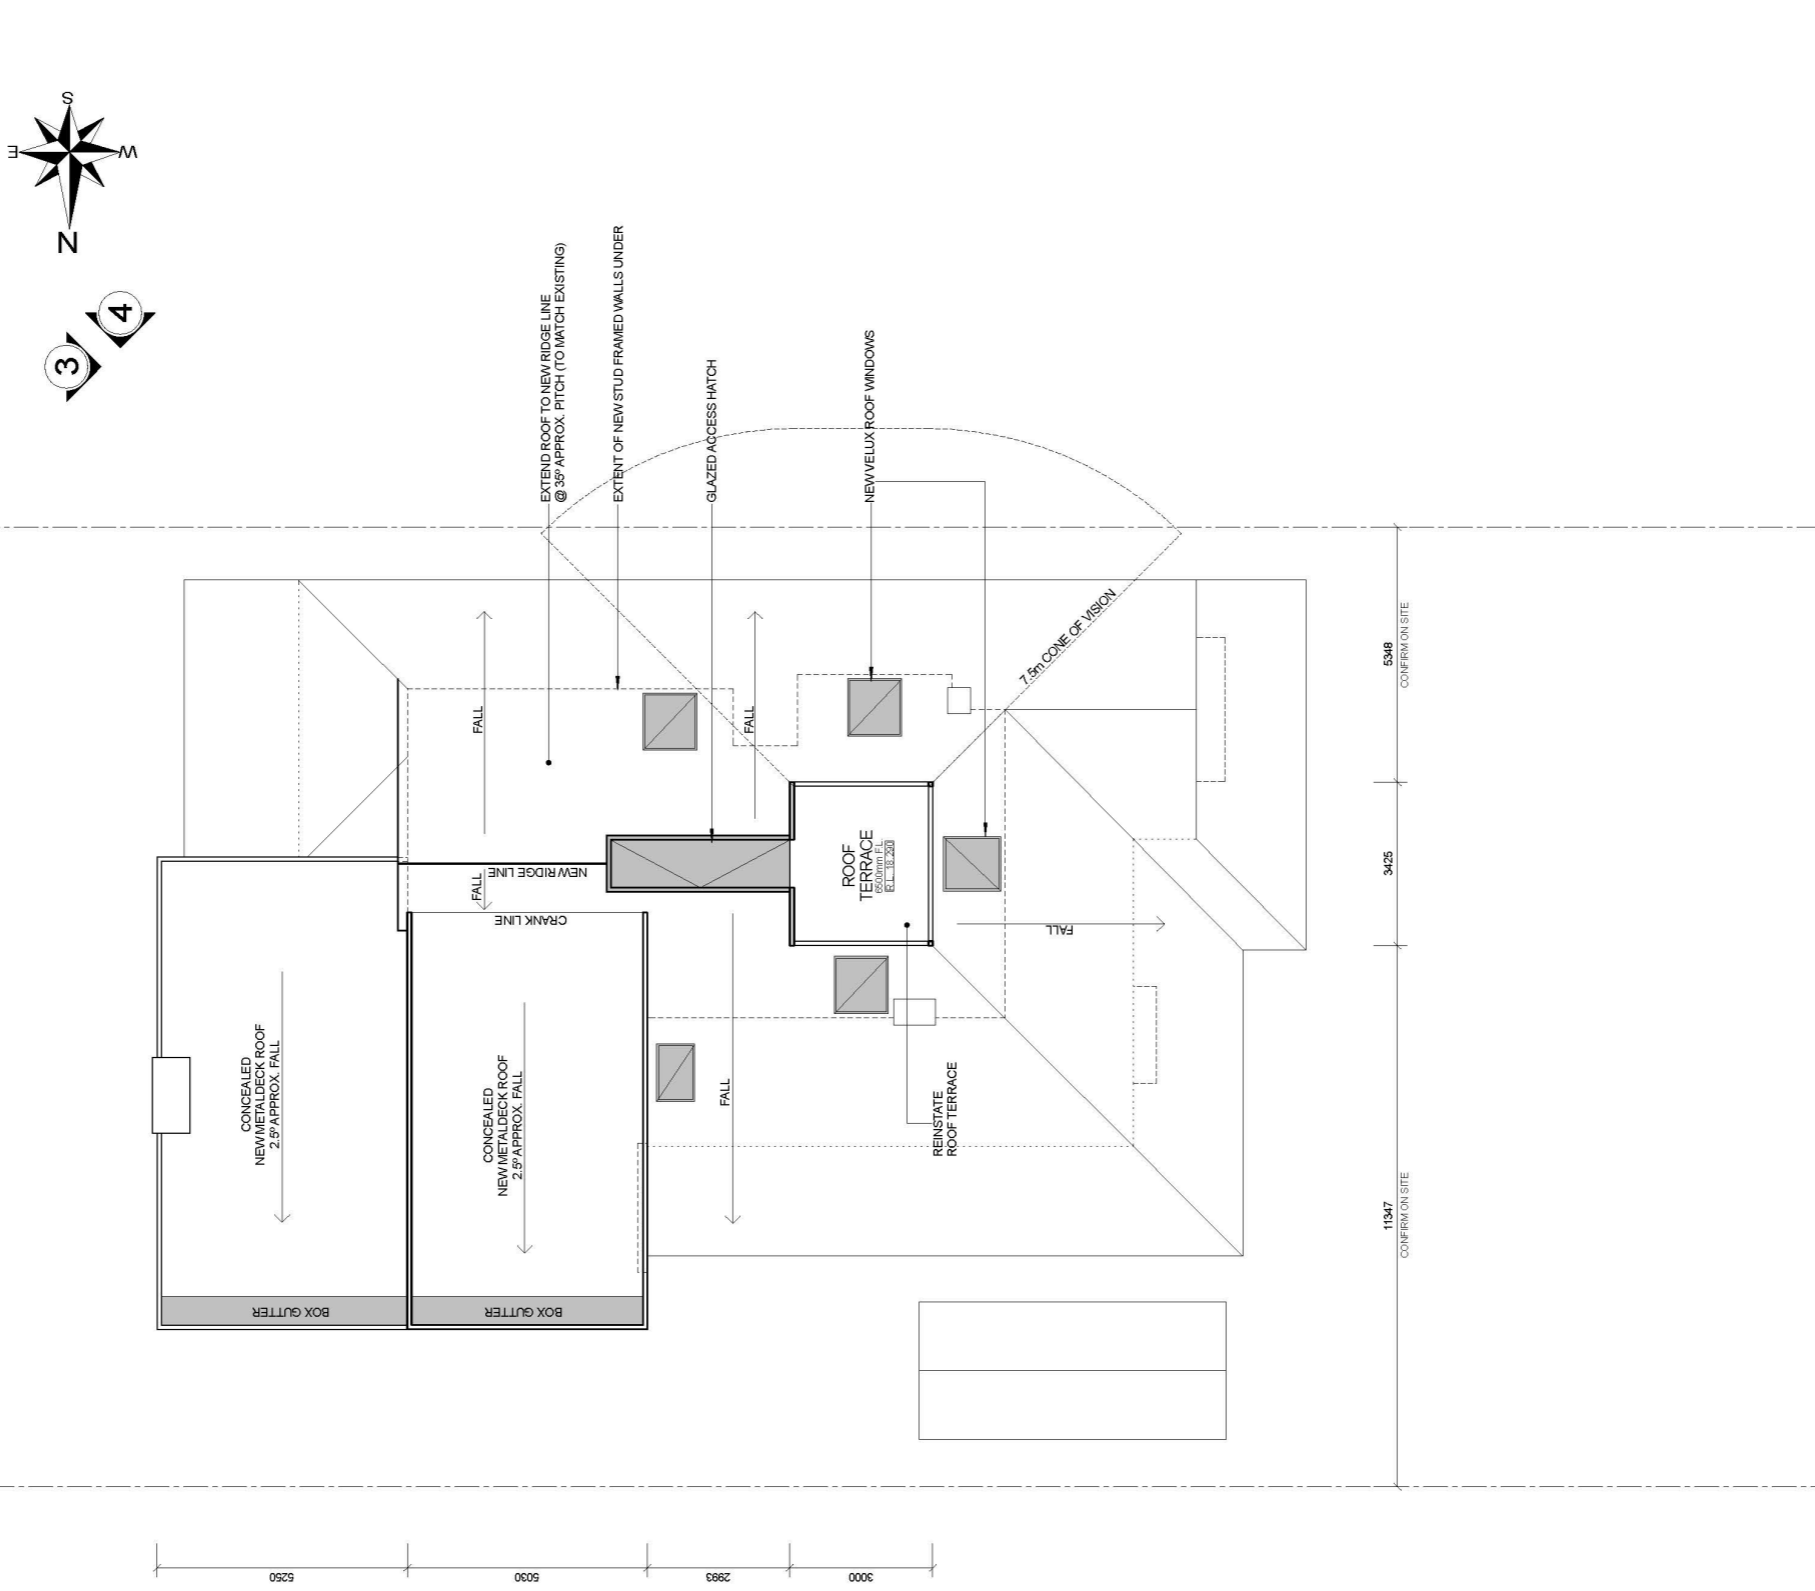 S
E
W
N
3
4
EXTEND ROOF TO NEW RIDGE LINE
@ 35º APPROX. PITCH (TO MATCH EXISTING)
EXTENT OF NEW STUD FRAMED WALLS UNDER
GLAZED ACCESS HATCH
NEW VELUX ROOF WINDOWS
7.5m CONE OF VISION
FALL
FALL
FALL
NEW RIDGE LINE
CRANK LINE
ROOF
TERRACE
6500mm F.L.
R.L. 18.290
FALL
CONCEALED
NEW METALDECK ROOF
2.5º APPROX. FALL
CONCEALED
NEW METALDECK ROOF
2.5º APPROX. FALL
FALL
REINSTATE
ROOF TERRACE
BOX GUTTER
BOX GUTTER
5348
CONFIRM ON SITE
3425
11347
CONFIRM ON SITE
5250
5030
2993
3000